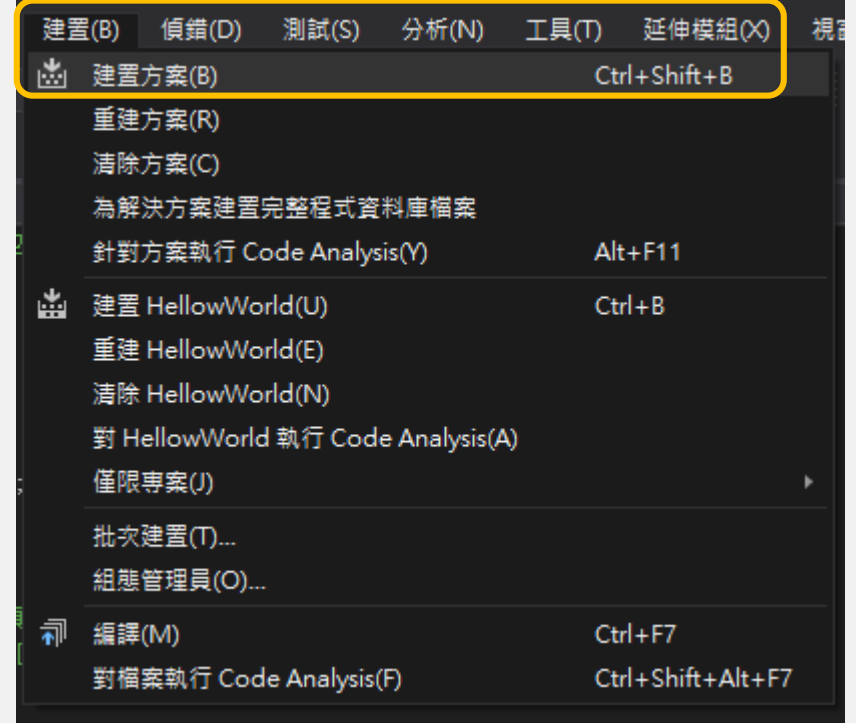 建置(B) 偵錯(D) 測試(S) 分析(N) 工具(T) 延伸模組(X)
建置方案(B) Ctrl+Shift+B
重建方案(R)
清除方案(C)
為解決方案建置完整程式資料庫檔案
針對方案執行 Code Analysis(Y) Alt+F11
建置 HellowWorld(U) Ctrl+B
重建 HellowWorld(E)
清除 HellowWorld(N)
對 HellowWorld 執行 Code Analysis(A)
僅限專案(J)
批次建置(T)...
組態管理員(O)...
編譯(M) Ctrl+F7
對檔案執行 Code Analysis(F) Ctrl+Shift+Alt+F7